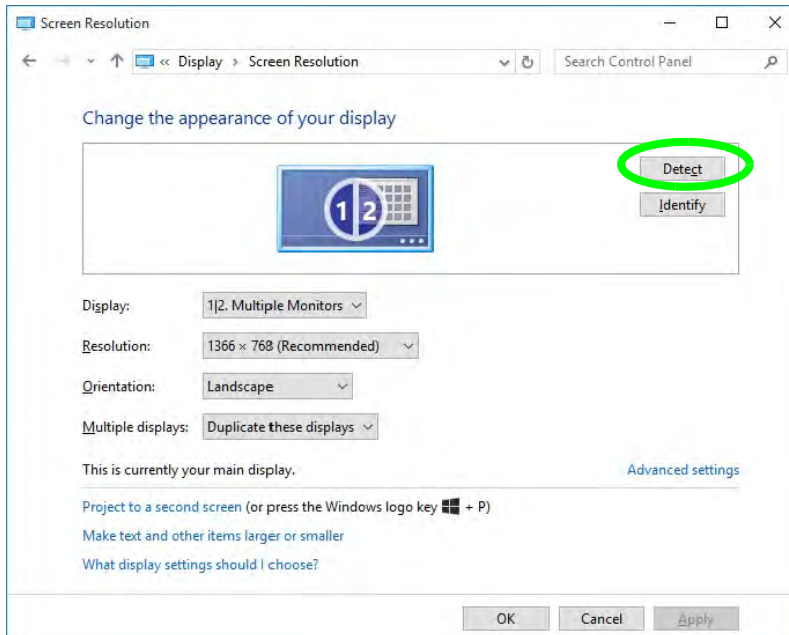 Screen Resolution
« Display > Screen Resolution
Search Control Panel
Change the appearance of your display
1 2
Detect
Identify
Display: 1|2. Multiple Monitors
Resolution: 1366 × 768 (Recommended)
Orientation: Landscape
Multiple displays: Duplicate these displays
This is currently your main display. Advanced settings
Project to a second screen (or press the Windows logo key + P)
Make text and other items larger or smaller
What display settings should I choose?
OK Cancel Apply